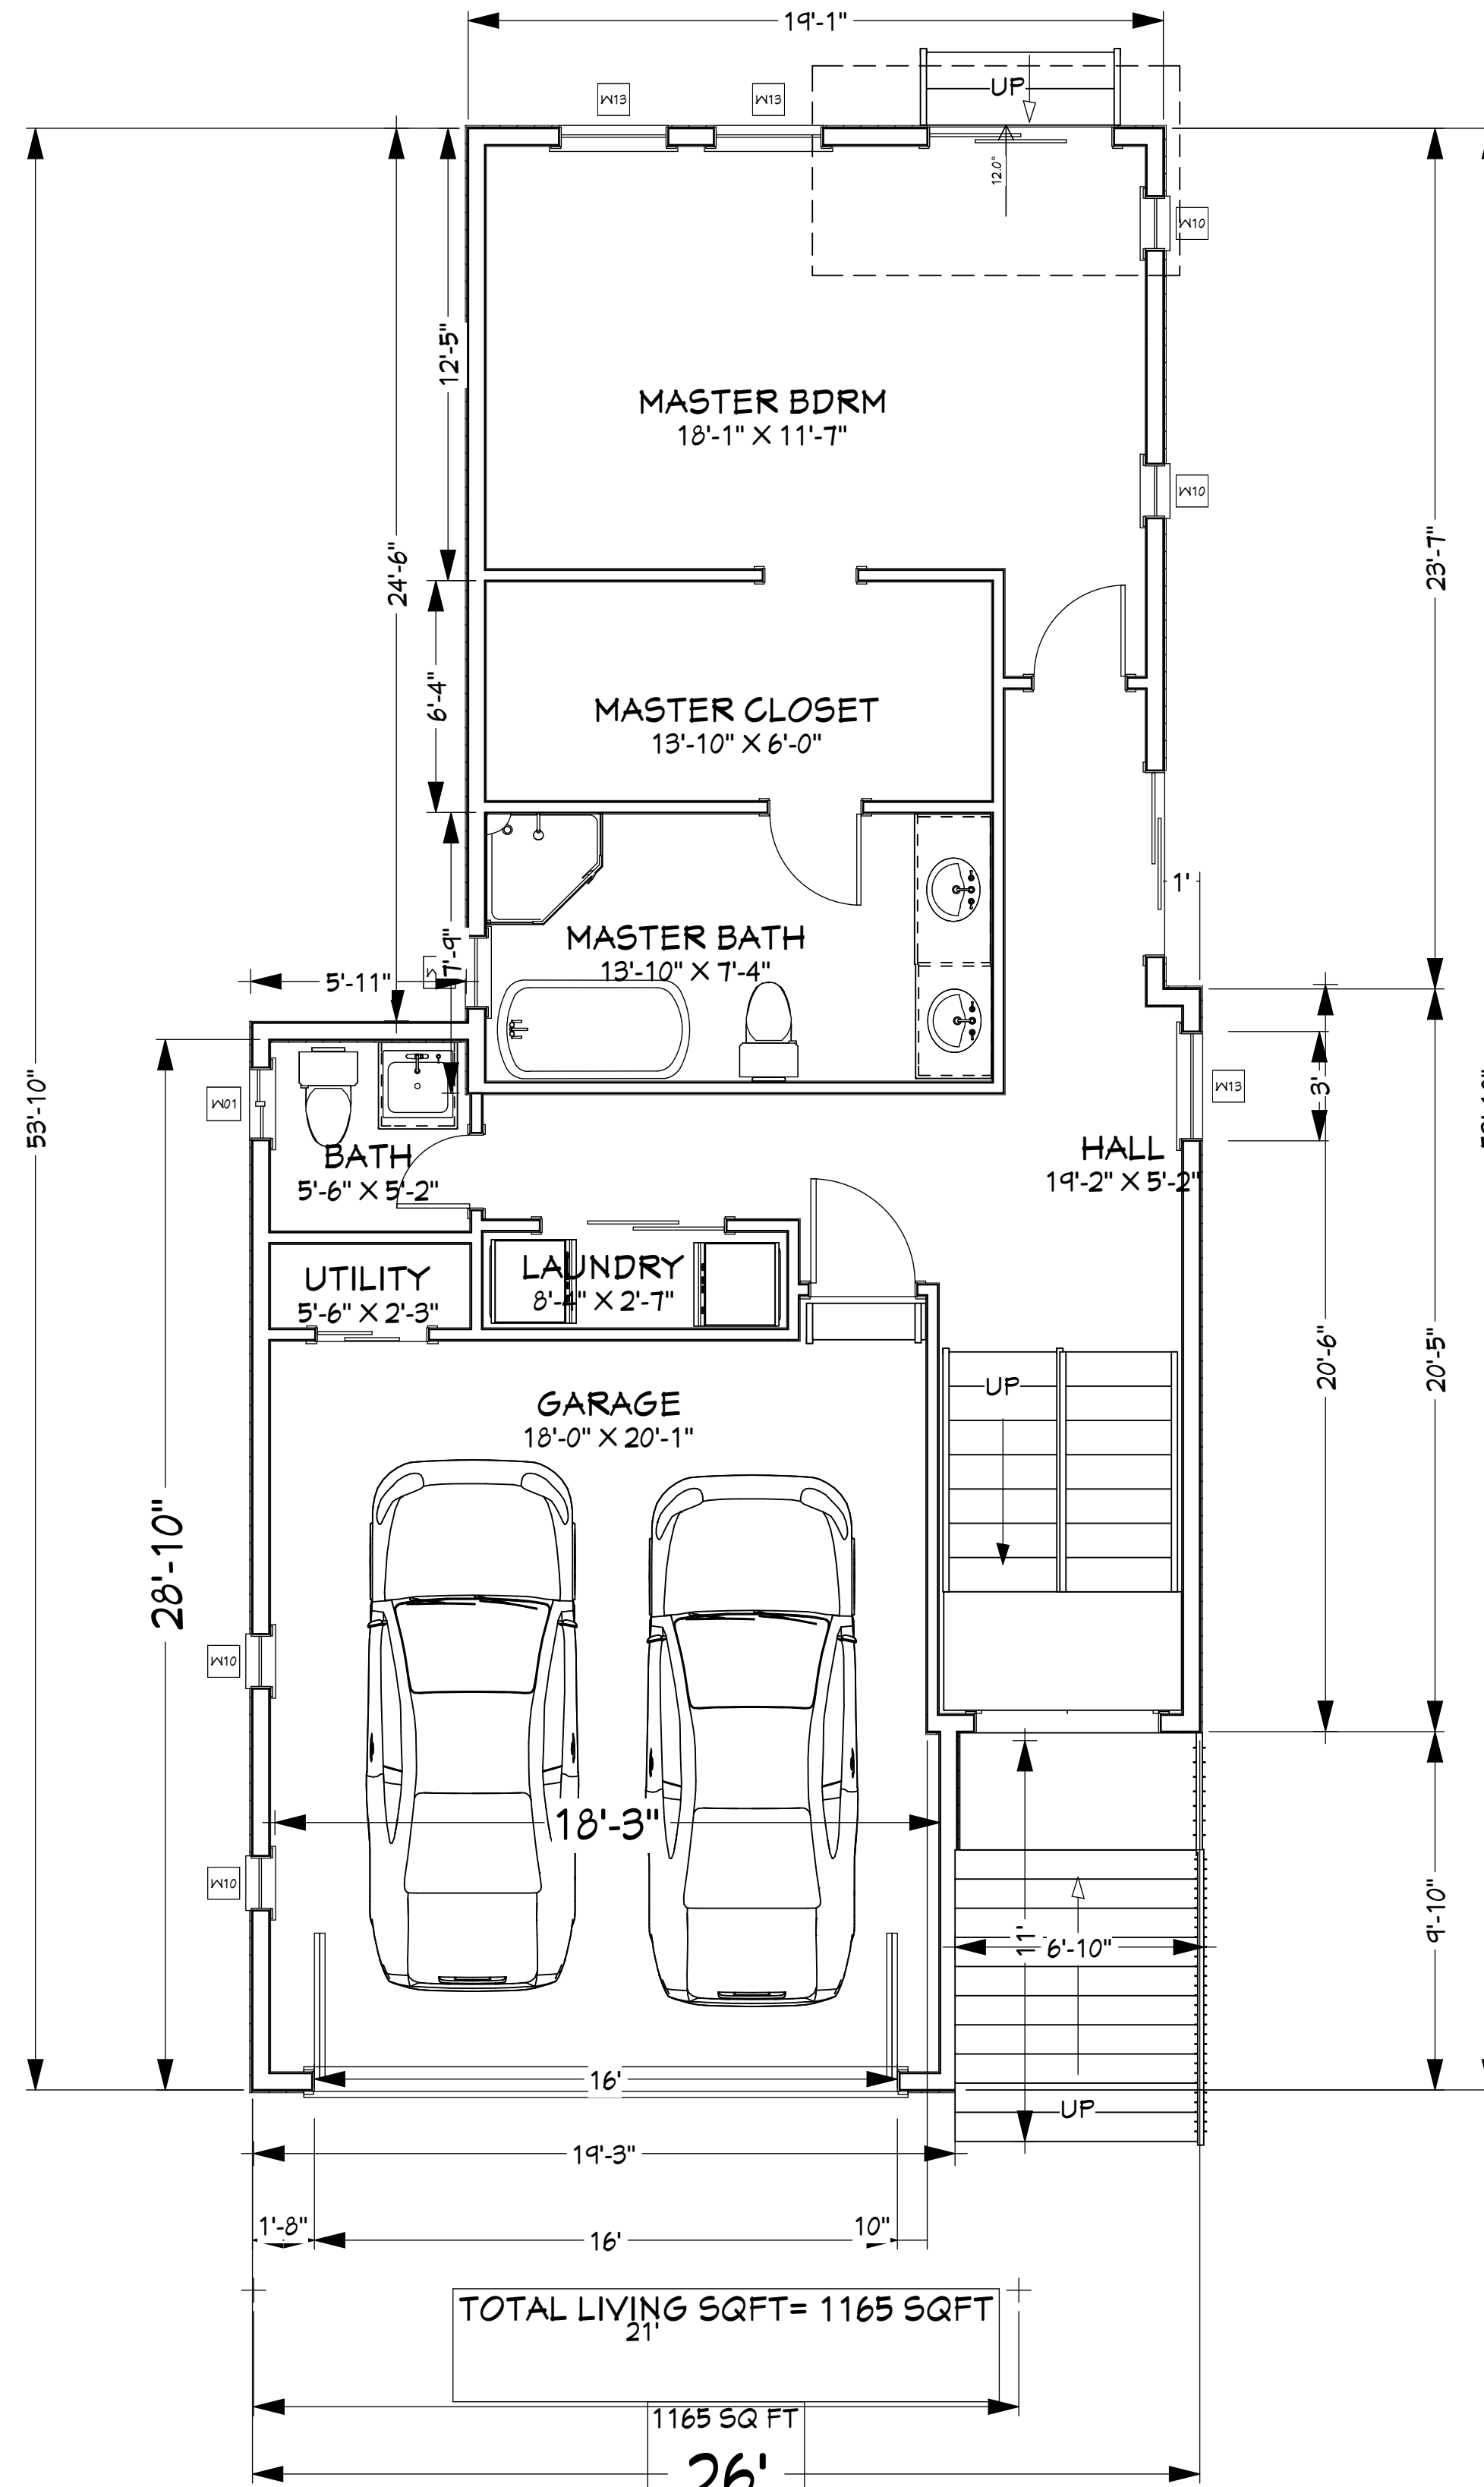 19'-1"
UP
W13
W13
12.0°
W10
12'-5"
MASTER BDRM
18'-1" X 11'-7"
W10
24'-6"
23'-7"
6'-4"
MASTER CLOSET
13'-10" X 6'-0"
1'
7'-9"
MASTER BATH
13'-10" X 7'-4"
5'-11"
53'-10"
W01
3'
W13
BATH
5'-6" X 5'-2"
HALL
19'-2" X 5'-2"
UTILITY
5'-6" X 2'-3"
LAUNDRY
8'-4" X 2'-7"
20'-6"
20'-5"
UP
GARAGE
18'-0" X 20'-1"
28'-10"
W10
18'-3"
W10
11'
6'-10"
9'-10"
16'
UP
19'-3"
1'-8"
16'
10"
TOTAL LIVING SQFT= 1165 SQFT
21'
1165 SQ FT
26'